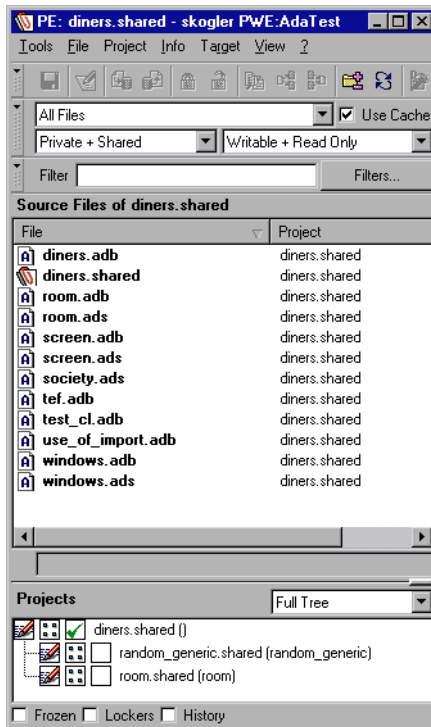 PE: diners.shared - skogler PWE:AdaTest
Tools File Project Info Target View ?
All Files Use Cache
Private + Shared Writable + Read Only
Filter Filters...
Source Files of diners.shared
File Project
diners.adb diners.shared
diners.shared diners.shared
room.adb diners.shared
room.ads diners.shared
screen.adb diners.shared
screen.ads diners.shared
society.ads diners.shared
tef.adb diners.shared
test_cl.adb diners.shared
use_of_import.adb diners.shared
windows.adb diners.shared
windows.ads diners.shared
Projects Full Tree
diners.shared ()
random_generic.shared (random_generic)
room.shared (room)
Frozen Lockers History